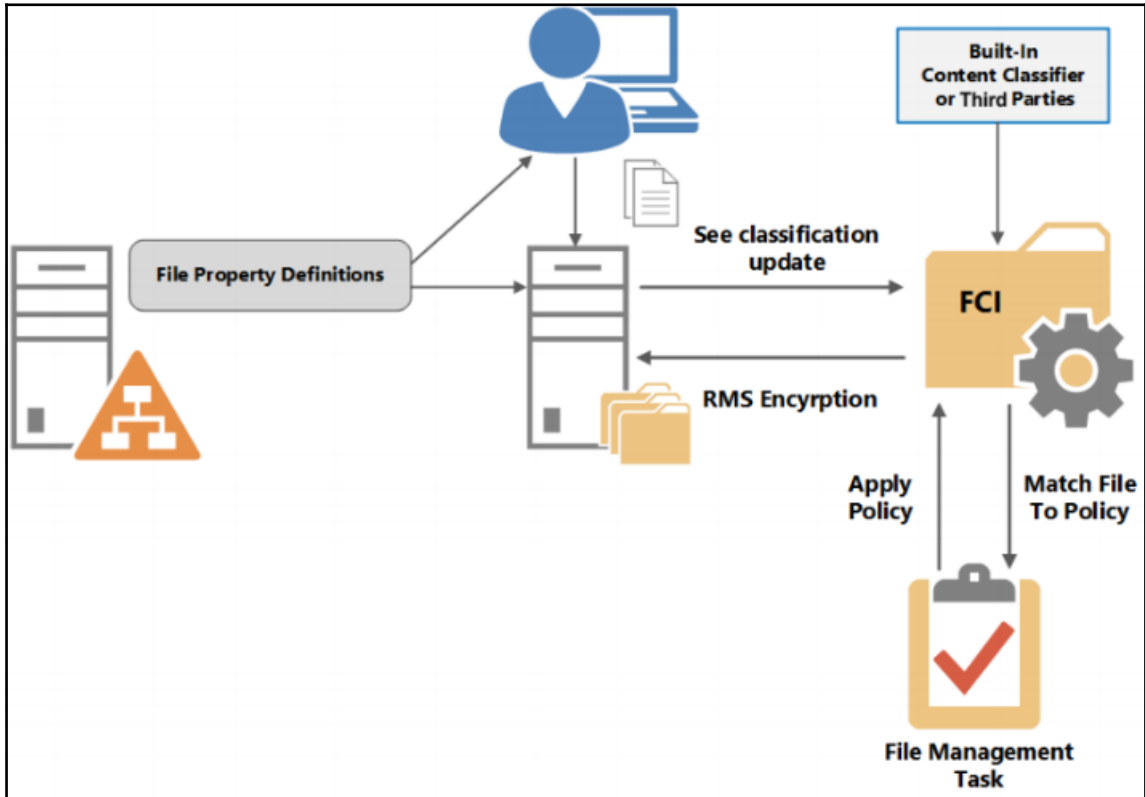 Built-In
Content Classifier
or Third Parties
File Property Definitions
See classification
update
FCI
RMS Encyrption
Apply
Policy
Match File
To Policy
File Management
Task